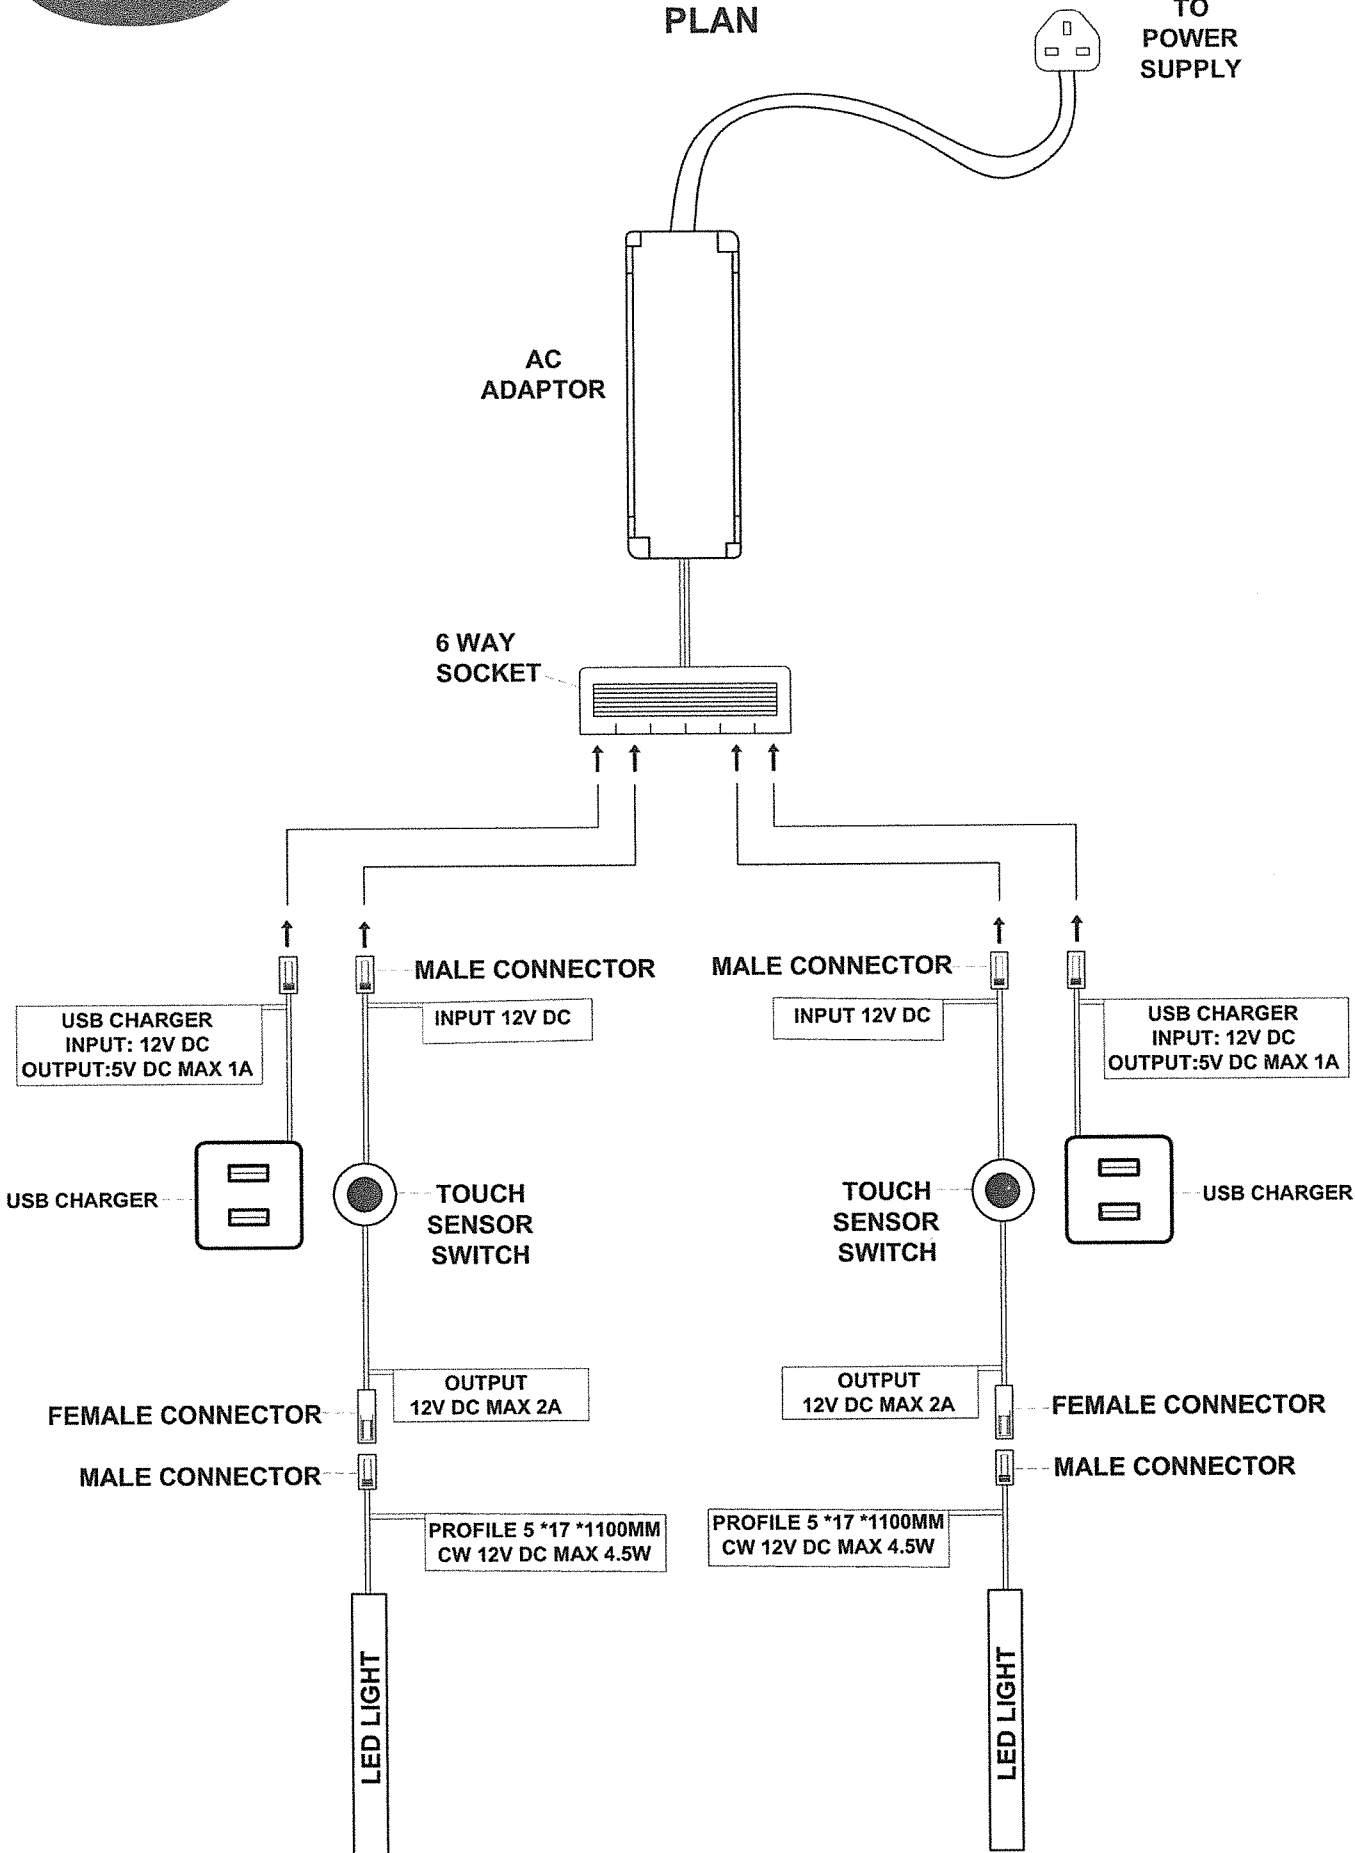 PLAN
TO
POWER
SUPPLY
AC
ADAPTOR
6 WAY
SOCKET
MALE CONNECTOR
MALE CONNECTOR
USB CHARGER
INPUT: 12V DC
OUTPUT:5V DC MAX 1A
INPUT 12V DC
INPUT 12V DC
USB CHARGER
INPUT: 12V DC
OUTPUT:5V DC MAX 1A
USB CHARGER
TOUCH
SENSOR
SWITCH
TOUCH
SENSOR
SWITCH
USB CHARGER
OUTPUT
12V DC MAX 2A
OUTPUT
12V DC MAX 2A
FEMALE CONNECTOR
FEMALE CONNECTOR
MALE CONNECTOR
MALE CONNECTOR
PROFILE 5 *17 *1100MM
CW 12V DC MAX 4.5W
PROFILE 5 *17 *1100MM
CW 12V DC MAX 4.5W
LED LIGHT
LED LIGHT